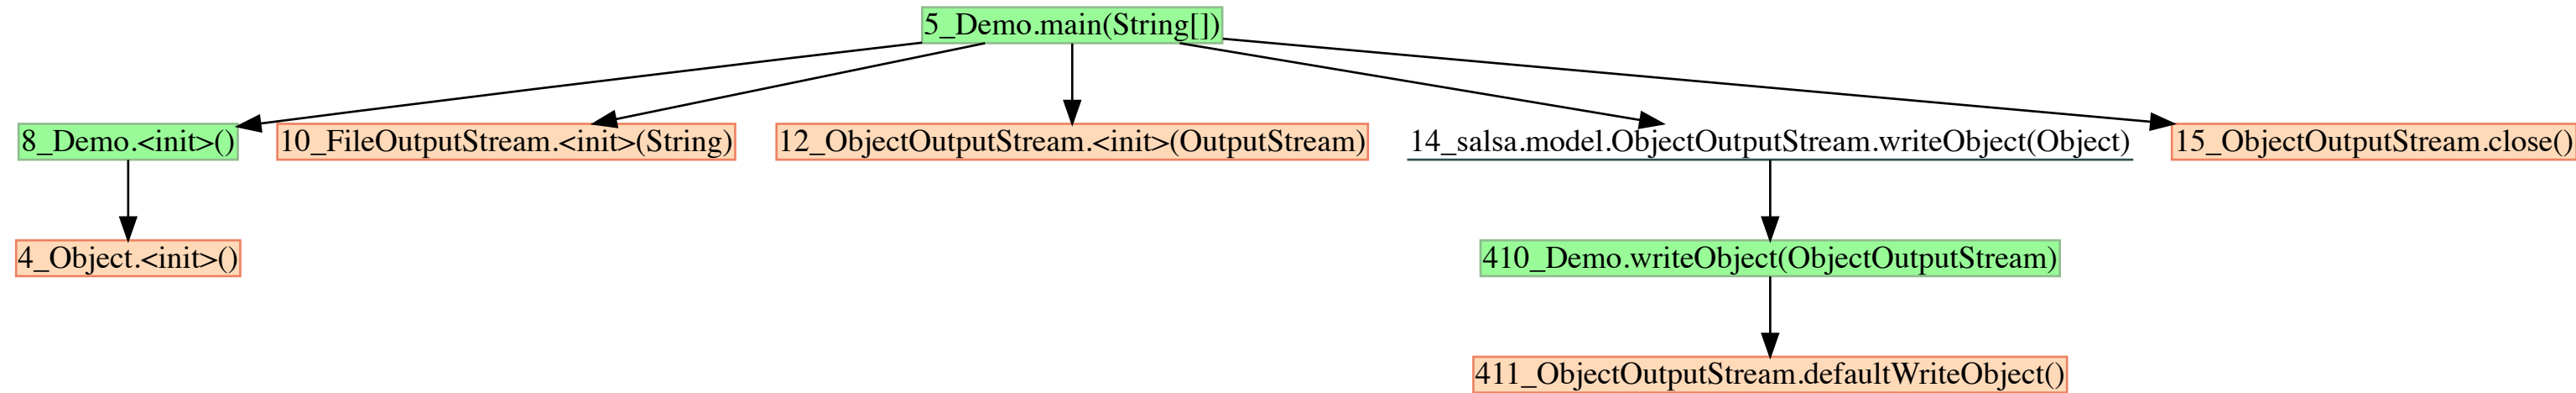 5_Demo.main(String[])
8_Demo.<init>()
10_FileOutputStream.<init>(String)
12_ObjectOutputStream.<init>(OutputStream)
14_salsa.model.ObjectOutputStream.writeObject(Object)
15_ObjectOutputStream.close()
4_Object.<init>()
410_Demo.writeObject(ObjectOutputStream)
411_ObjectOutputStream.defaultWriteObject()